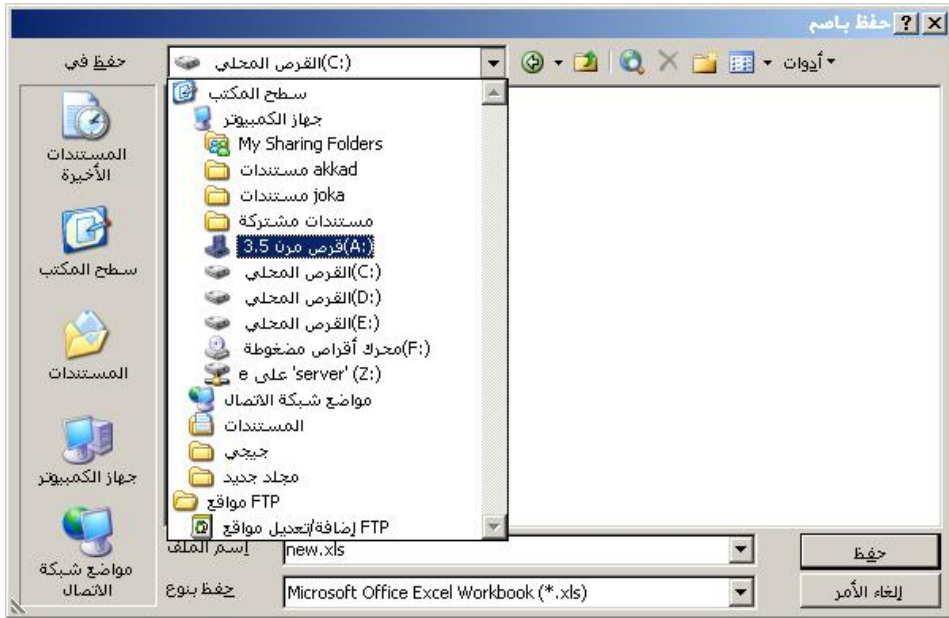 حفظ باسم
حفظ في
القرص المحلي(C:)
أدوات
سطح المكتب
جهاز الكمبيوتر
My Sharing Folders
مستندات akkad
مستندات joka
مستندات مشتركة
قرص مرن 3.5(A:)
القرص المحلي(C:)
القرص المحلي(D:)
القرص المحلي(E:)
محرك أقراص مضغوطة(F:)
e على 'server' (Z:)
مواضع شبكة الاتصال
المستندات
جيجي
مجلد جديد
مواقع FTP
إضافة/تعديل مواقع FTP
المستندات
الأخيرة
سطح المكتب
المستندات
جهاز الكمبيوتر
مواضع شبكة
الاتصال
إسم الملف
new.xls
حفظ
حفظ بنوع
Microsoft Office Excel Workbook (*.xls)
إلغاء الأمر